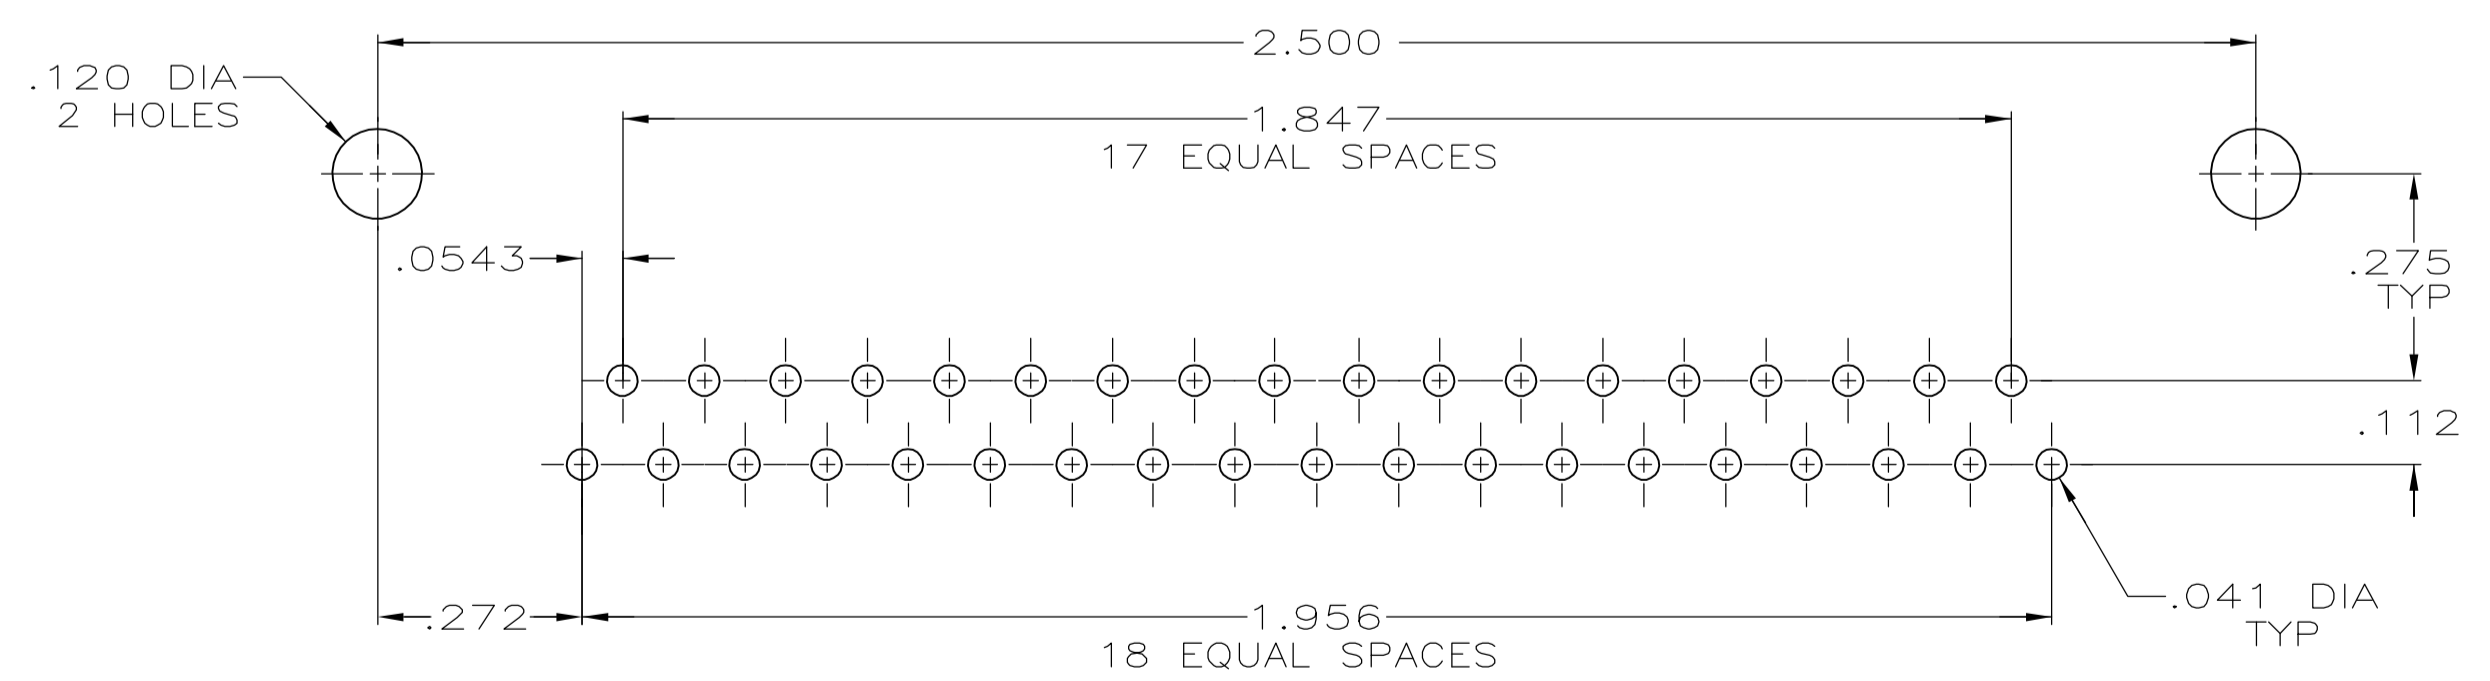 2.500
.120 DIA
2 HOLES
1.847
17 EQUAL SPACES
.0543
.275
TYP
.112
.272
1.956
18 EQUAL SPACES
.041 DIA
TYP